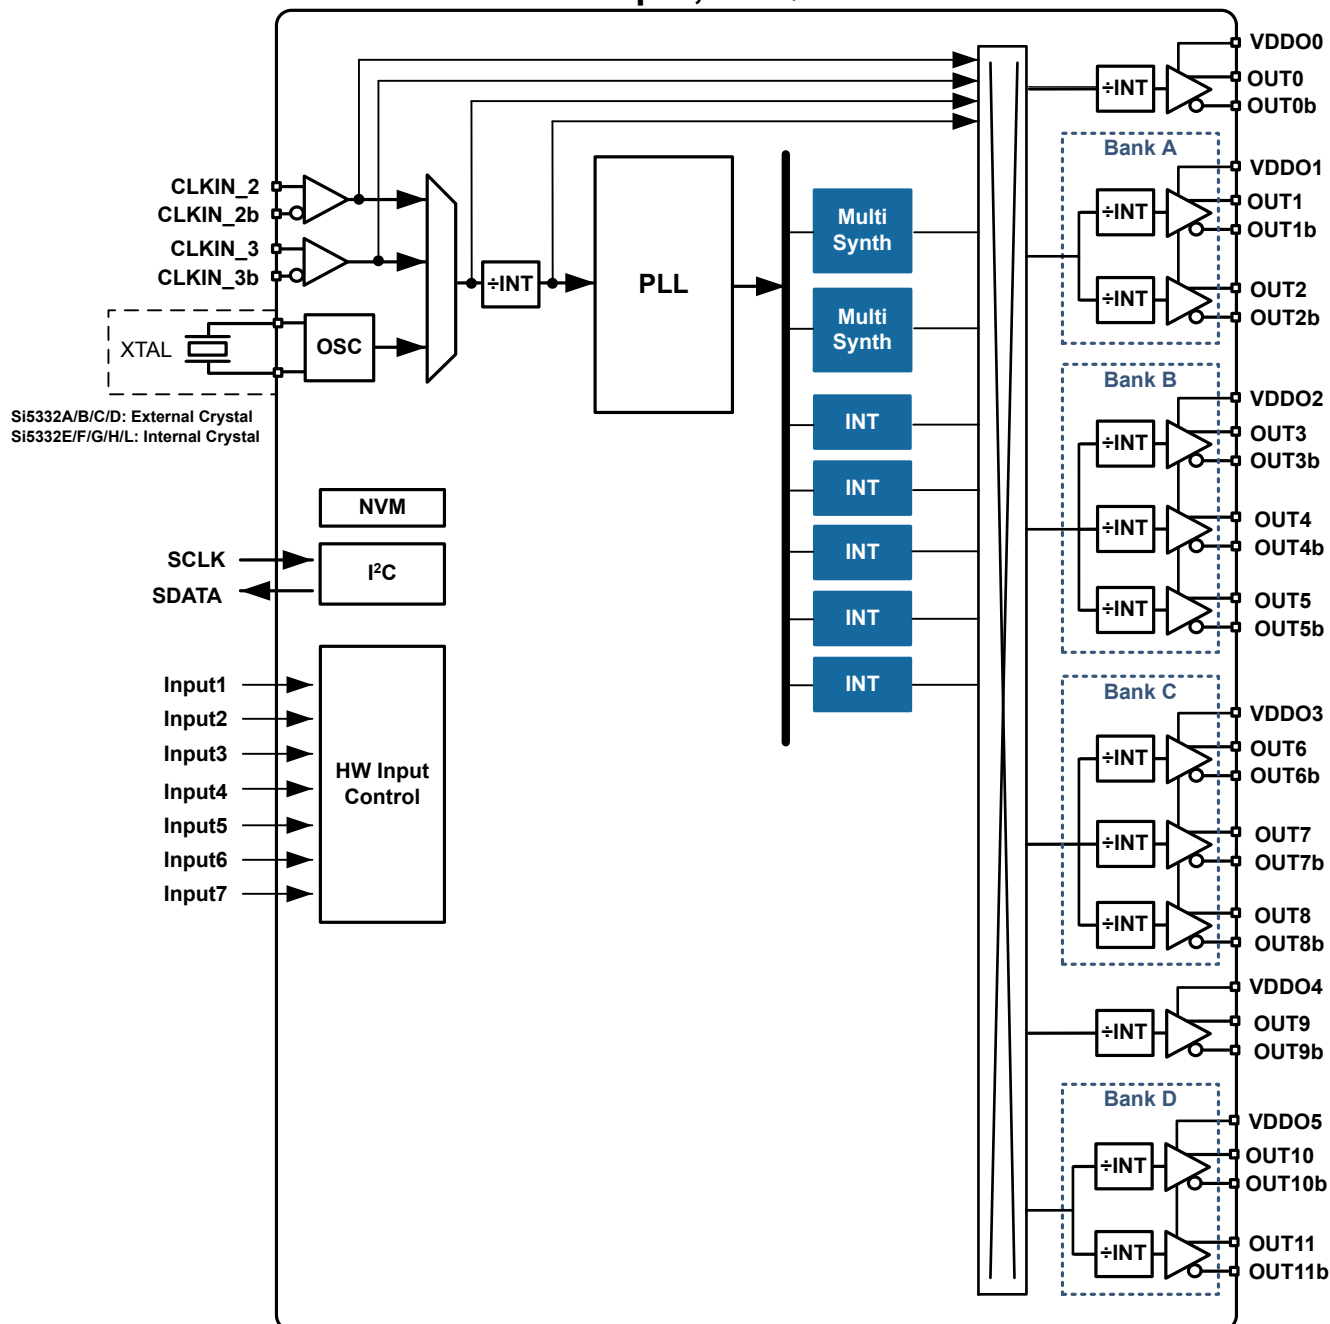 CLKIN_2
CLKIN_2b
CLKIN_3
CLKIN_3b
XTAL
OSC
Si5332A/B/C/D: External Crystal
Si5332E/F/G/H/L: Internal Crystal
÷INT
PLL
Multi
Synth
Multi
Synth
INT
INT
INT
INT
INT
NVM
SCLK
SDATA
I²C
Input1
Input2
Input3
Input4
Input5
Input6
Input7
HW Input
Control
÷INT
VDDO0
OUT0
OUT0b
Bank A
÷INT
÷INT
VDDO1
OUT1
OUT1b
OUT2
OUT2b
Bank B
÷INT
÷INT
÷INT
VDDO2
OUT3
OUT3b
OUT4
OUT4b
OUT5
OUT5b
Bank C
÷INT
÷INT
÷INT
VDDO3
OUT6
OUT6b
OUT7
OUT7b
OUT8
OUT8b
÷INT
VDDO4
OUT9
OUT9b
Bank D
÷INT
÷INT
VDDO5
OUT10
OUT10b
OUT11
OUT11b